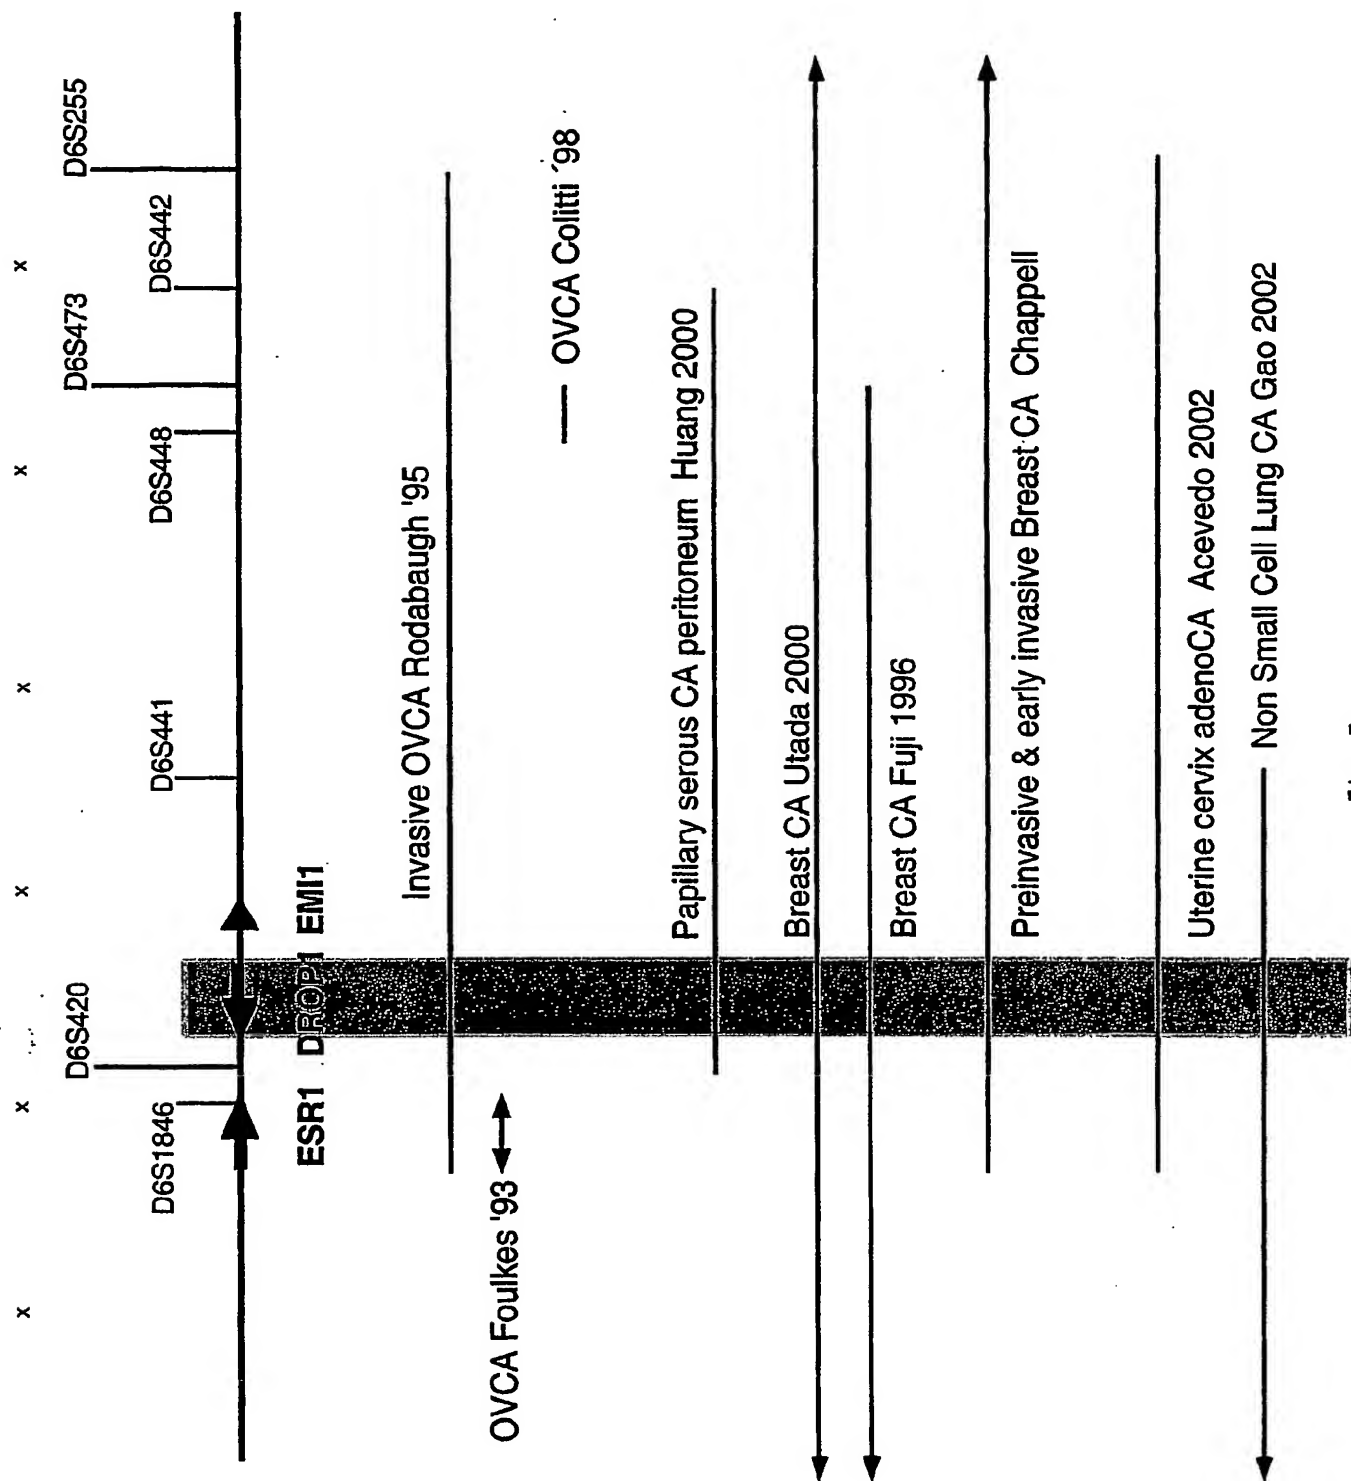 x x x x x x
D6S420 D6S473 D6S255
D6S1846 D6S441 D6S448 D6S442
ESR1 DROP1 EMI1
Invasive OVCA Rodabaugh '95
OVCA Foulkes '93
OVCA Colitti '98
Papillary serous CA peritoneum Huang 2000
Breast CA Utada 2000
Breast CA Fuji 1996
Preinvasive & early invasive Breast CA Chappell
Uterine cervix adenoCA Acevedo 2002
Non Small Cell Lung CA Gao 2002